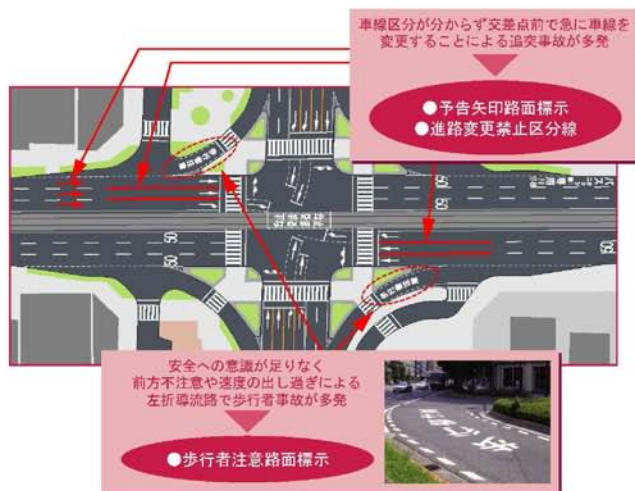 車線区分が分からず交差点前で急に車線を
変更することによる追突事故が多発
●予告矢印路面標示
●進路変更禁止区分線
安全への意識が足りなく
前方不注意や速度の出し過ぎによる
左折導流路で歩行者事故が多発
●歩行者注意路面標示